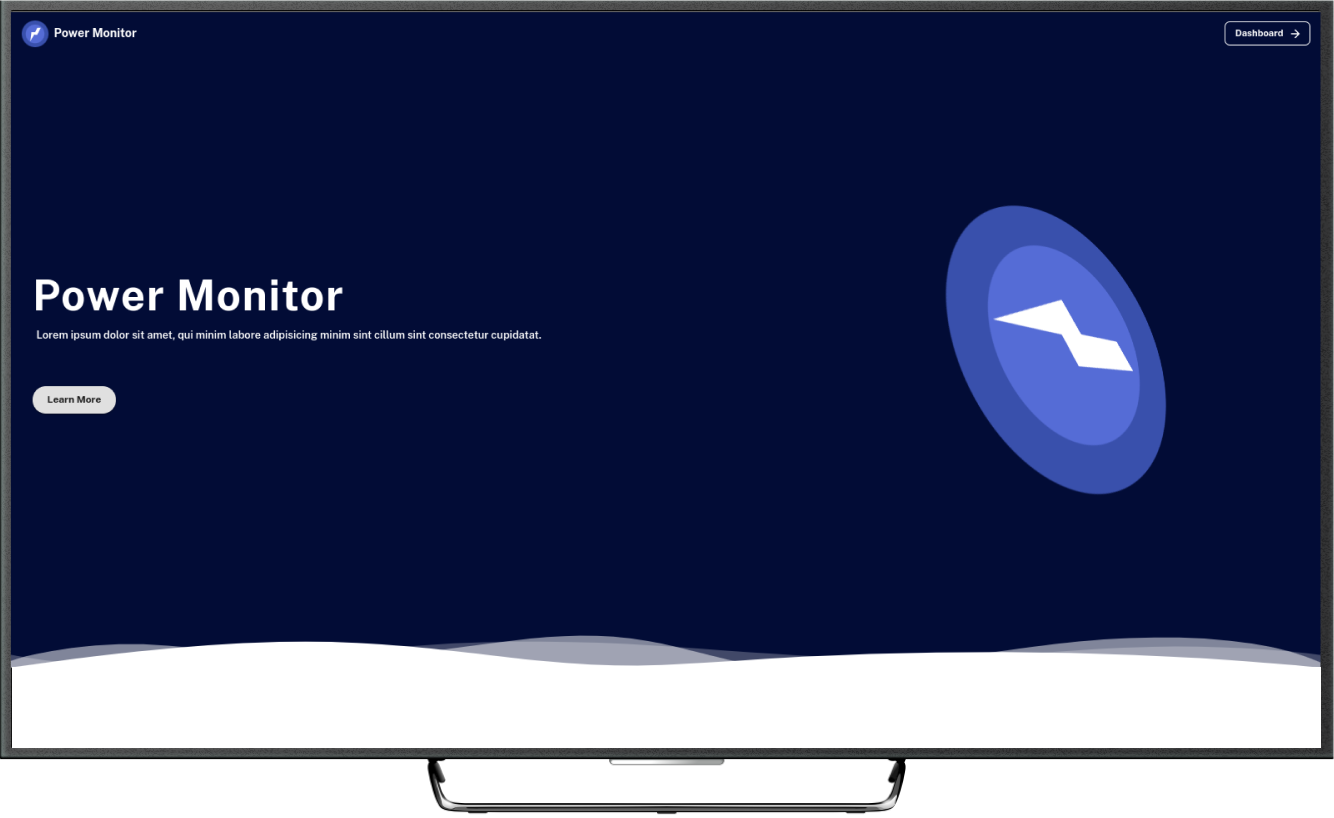 Power Monitor
Dashboard
Power Monitor
Lorem ipsum dolor sit amet, qui minim labore adipisicing minim sint cillum sint consectetur cupidatat.
Learn More